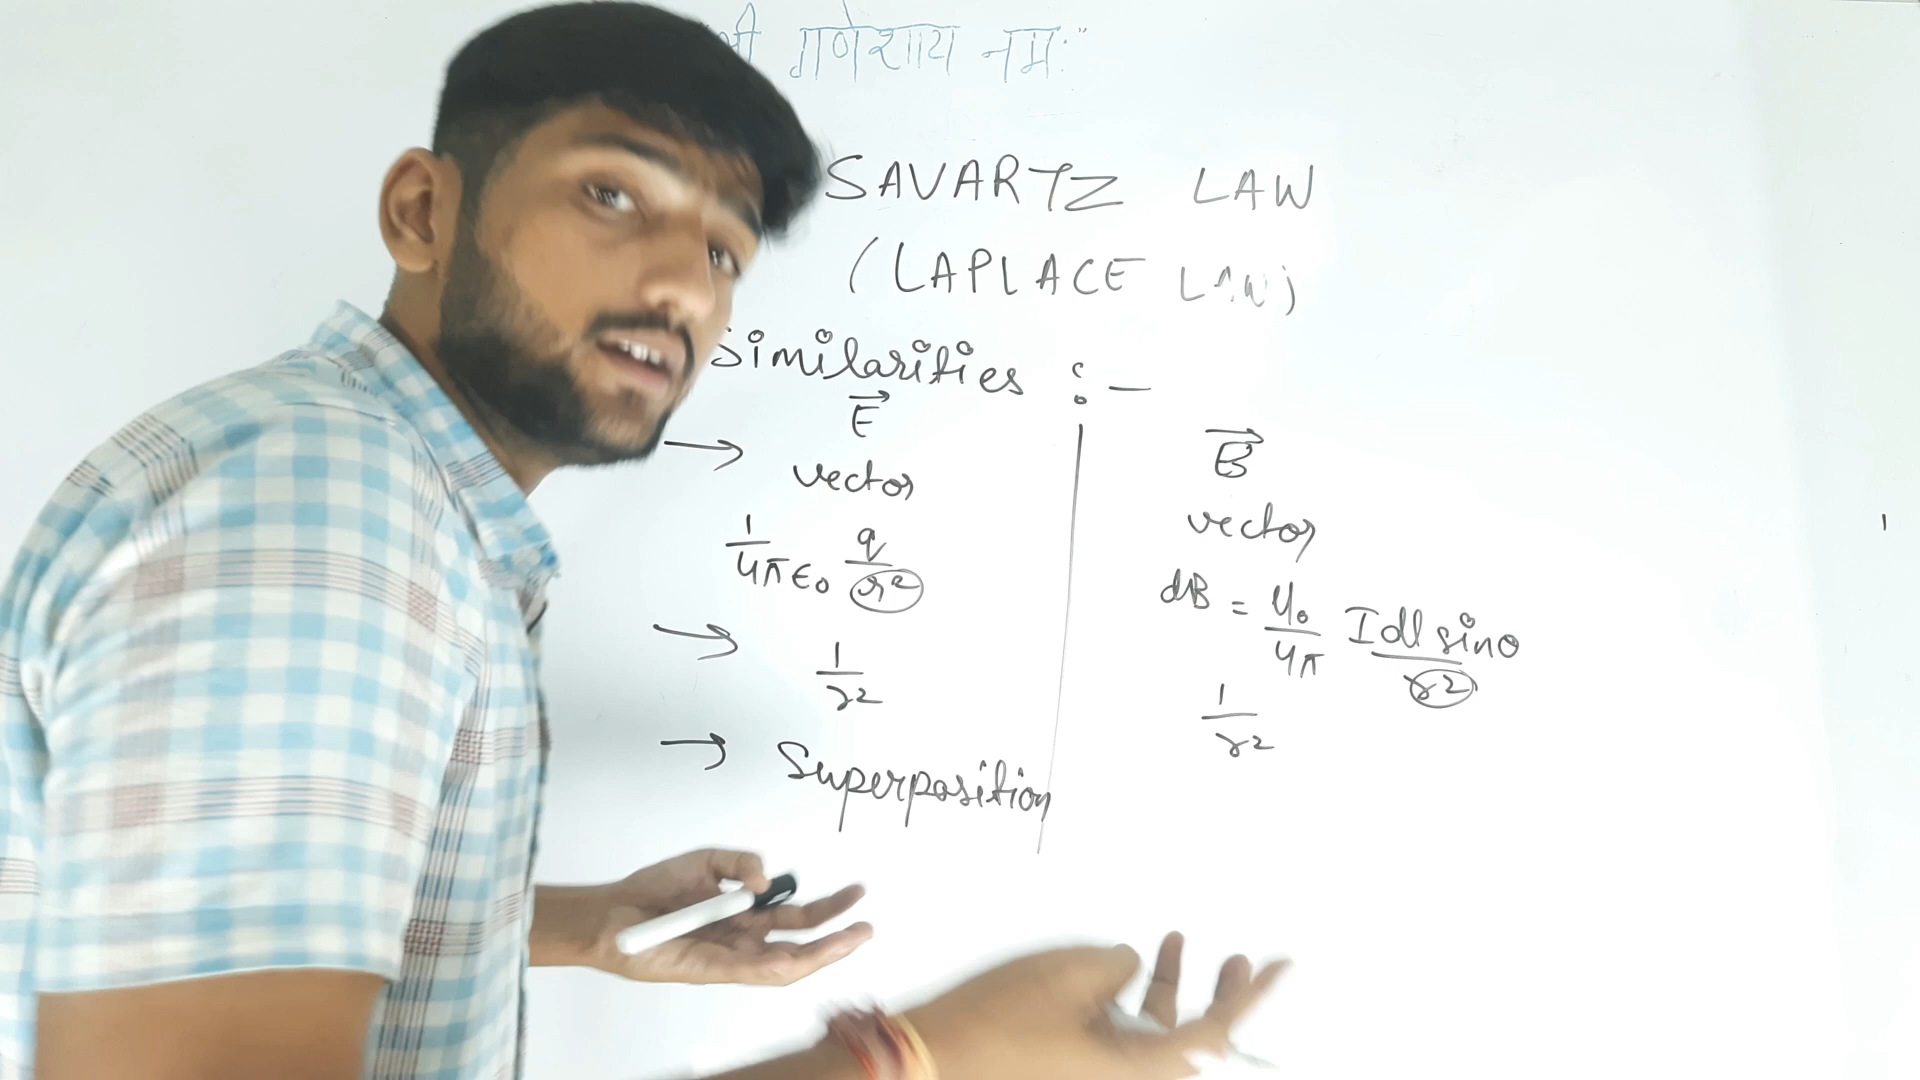 गणेशाय नमः"
SAVARTZ LAW
(LAPLACE LAW)
Similarities :-
→ E⃗
vector
1/4πϵ₀ q/r²
→ 1/r²
→ Superposition
B⃗
vector
dB = μ₀/4π Idl sinθ/r²
1/r²